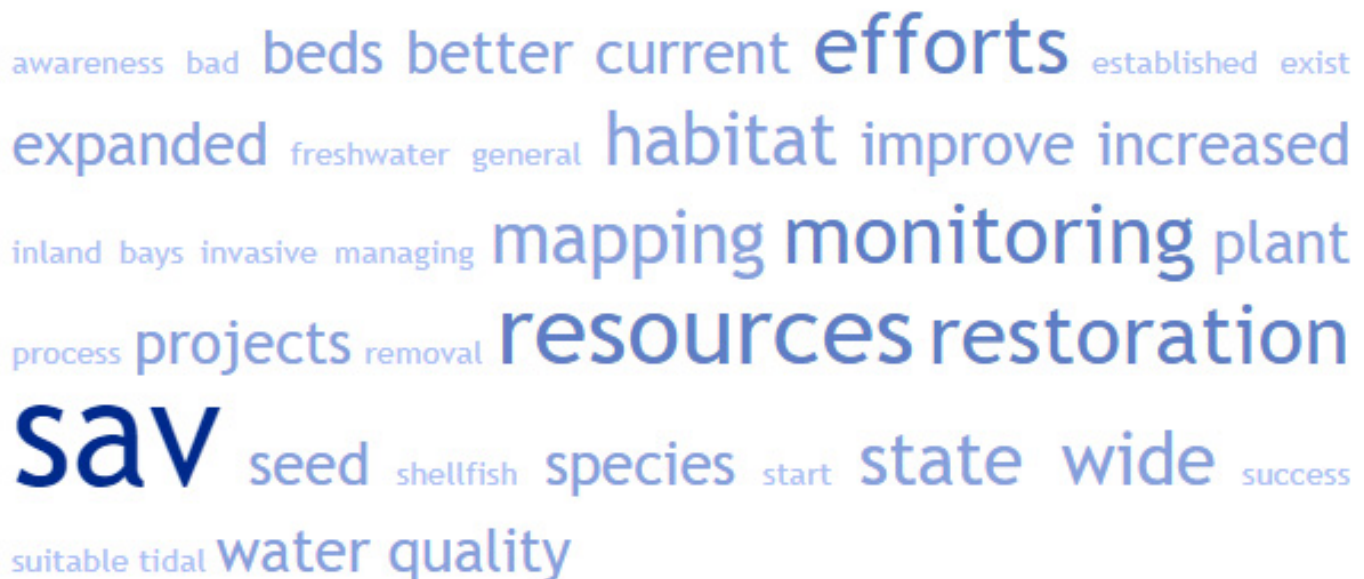 awareness bad beds better current efforts established exist
expanded freshwater general habitat improve increased
inland bays invasive managing mapping monitoring plant
process projects removal resources restoration
sav seed shellfish species start state wide success
suitable tidal water quality